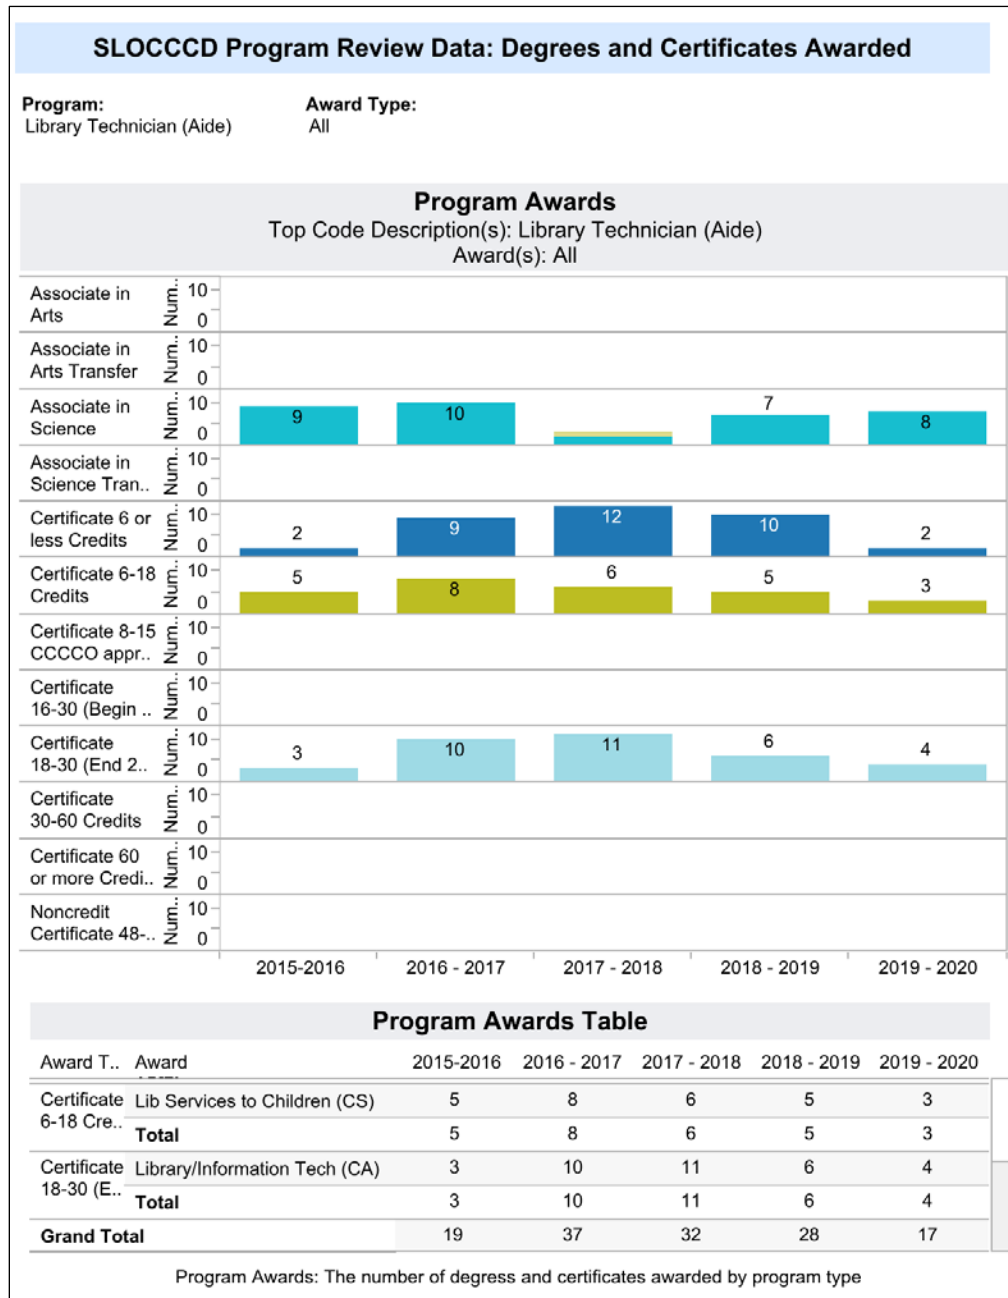 SLOCCCD Program Review Data: Degrees and Certificates Awarded
Program: Award Type:
Library Technician (Aide) All
Program Awards
Top Code Description(s): Library Technician (Aide)
Award(s): All
Associate in
Arts
Num..
10
0
Associate in
Arts Transfer
Num..
10
0
Associate in
Science
Num..
10
0
9 10 7 8
Associate in
Science Tran..
Num..
10
0
Certificate 6 or
less Credits
Num..
10
0
2 9 12 10 2
Certificate 6-18
Credits
Num..
10
0
5 8 6 5 3
Certificate 8-15
CCCCO appr..
Num..
10
0
Certificate
16-30 (Begin ..
Num..
10
0
Certificate
18-30 (End 2..
Num..
10
0
3 10 11 6 4
Certificate
30-60 Credits
Num..
10
0
Certificate 60
or more Credi..
Num..
10
0
Noncredit
Certificate 48-..
Num..
10
0
2015-2016 2016 - 2017 2017 - 2018 2018 - 2019 2019 - 2020
Program Awards Table
Award T.. Award 2015-2016 2016 - 2017 2017 - 2018 2018 - 2019 2019 - 2020
Certificate
6-18 Cre..
Lib Services to Children (CS) 5 8 6 5 3
Total 5 8 6 5 3
Certificate
18-30 (E..
Library/Information Tech (CA) 3 10 11 6 4
Total 3 10 11 6 4
Grand Total 19 37 32 28 17
Program Awards: The number of degress and certificates awarded by program type